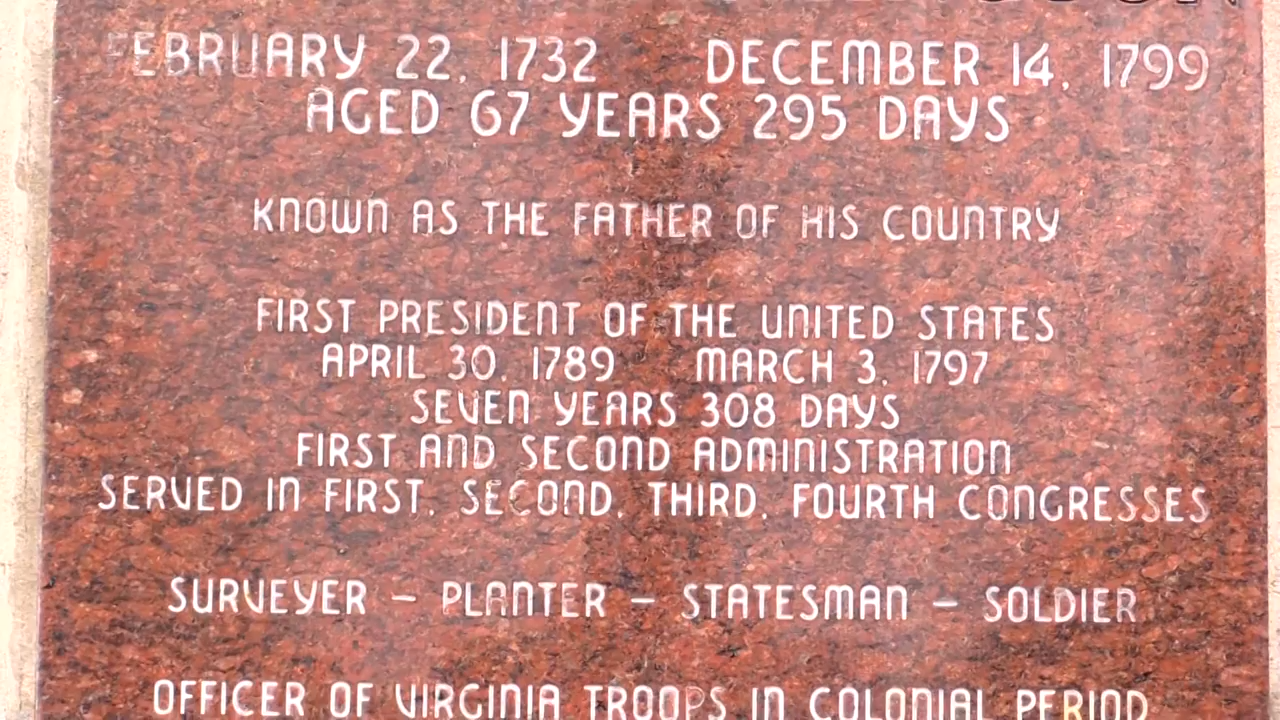 FEBRUARY 22, 1732 DECEMBER 14, 1799
AGED 67 YEARS 295 DAYS
KNOWN AS THE FATHER OF HIS COUNTRY
FIRST PRESIDENT OF THE UNITED STATES
APRIL 30, 1789 MARCH 3, 1797
SEVEN YEARS 308 DAYS
FIRST AND SECOND ADMINISTRATION
SERVED IN FIRST, SECOND, THIRD, FOURTH CONGRESSES
SURVEYER – PLANTER – STATESMAN – SOLDIER
OFFICER OF VIRGINIA TROOPS IN COLONIAL PERIOD